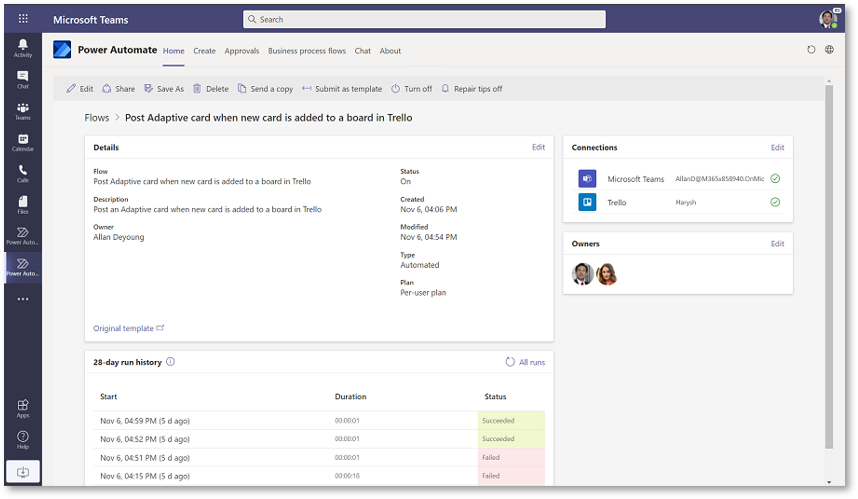 Microsoft Teams
Search
Activity
Chat
Teams
Calendar
Calls
Files
Power Auto...
Power Auto...
Apps
Help
Power Automate Home Create Approvals Business process flows Chat About
Edit Share Save As Delete Send a copy Submit as template Turn off Repair tips off
Flows > Post Adaptive card when new card is added to a board in Trello
Details Edit
Flow
Post Adaptive card when new card is added to a board in Trello
Description
Post an Adaptive card when new card is added to a board in Trello
Owner
Allan Deyoung
Status
On
Created
Nov 6, 04:06 PM
Modified
Nov 6, 04:54 PM
Type
Automated
Plan
Per-user plan
Original template
Connections Edit
Microsoft Teams AllanD@M365x858940.OnMic
Trello Harysh
Owners Edit
28-day run history All runs
Start Duration Status
Nov 6, 04:59 PM (5 d ago) 00:00:01 Succeeded
Nov 6, 04:52 PM (5 d ago) 00:00:01 Succeeded
Nov 6, 04:51 PM (5 d ago) 00:00:01 Failed
Nov 6, 04:15 PM (5 d ago) 00:00:18 Failed